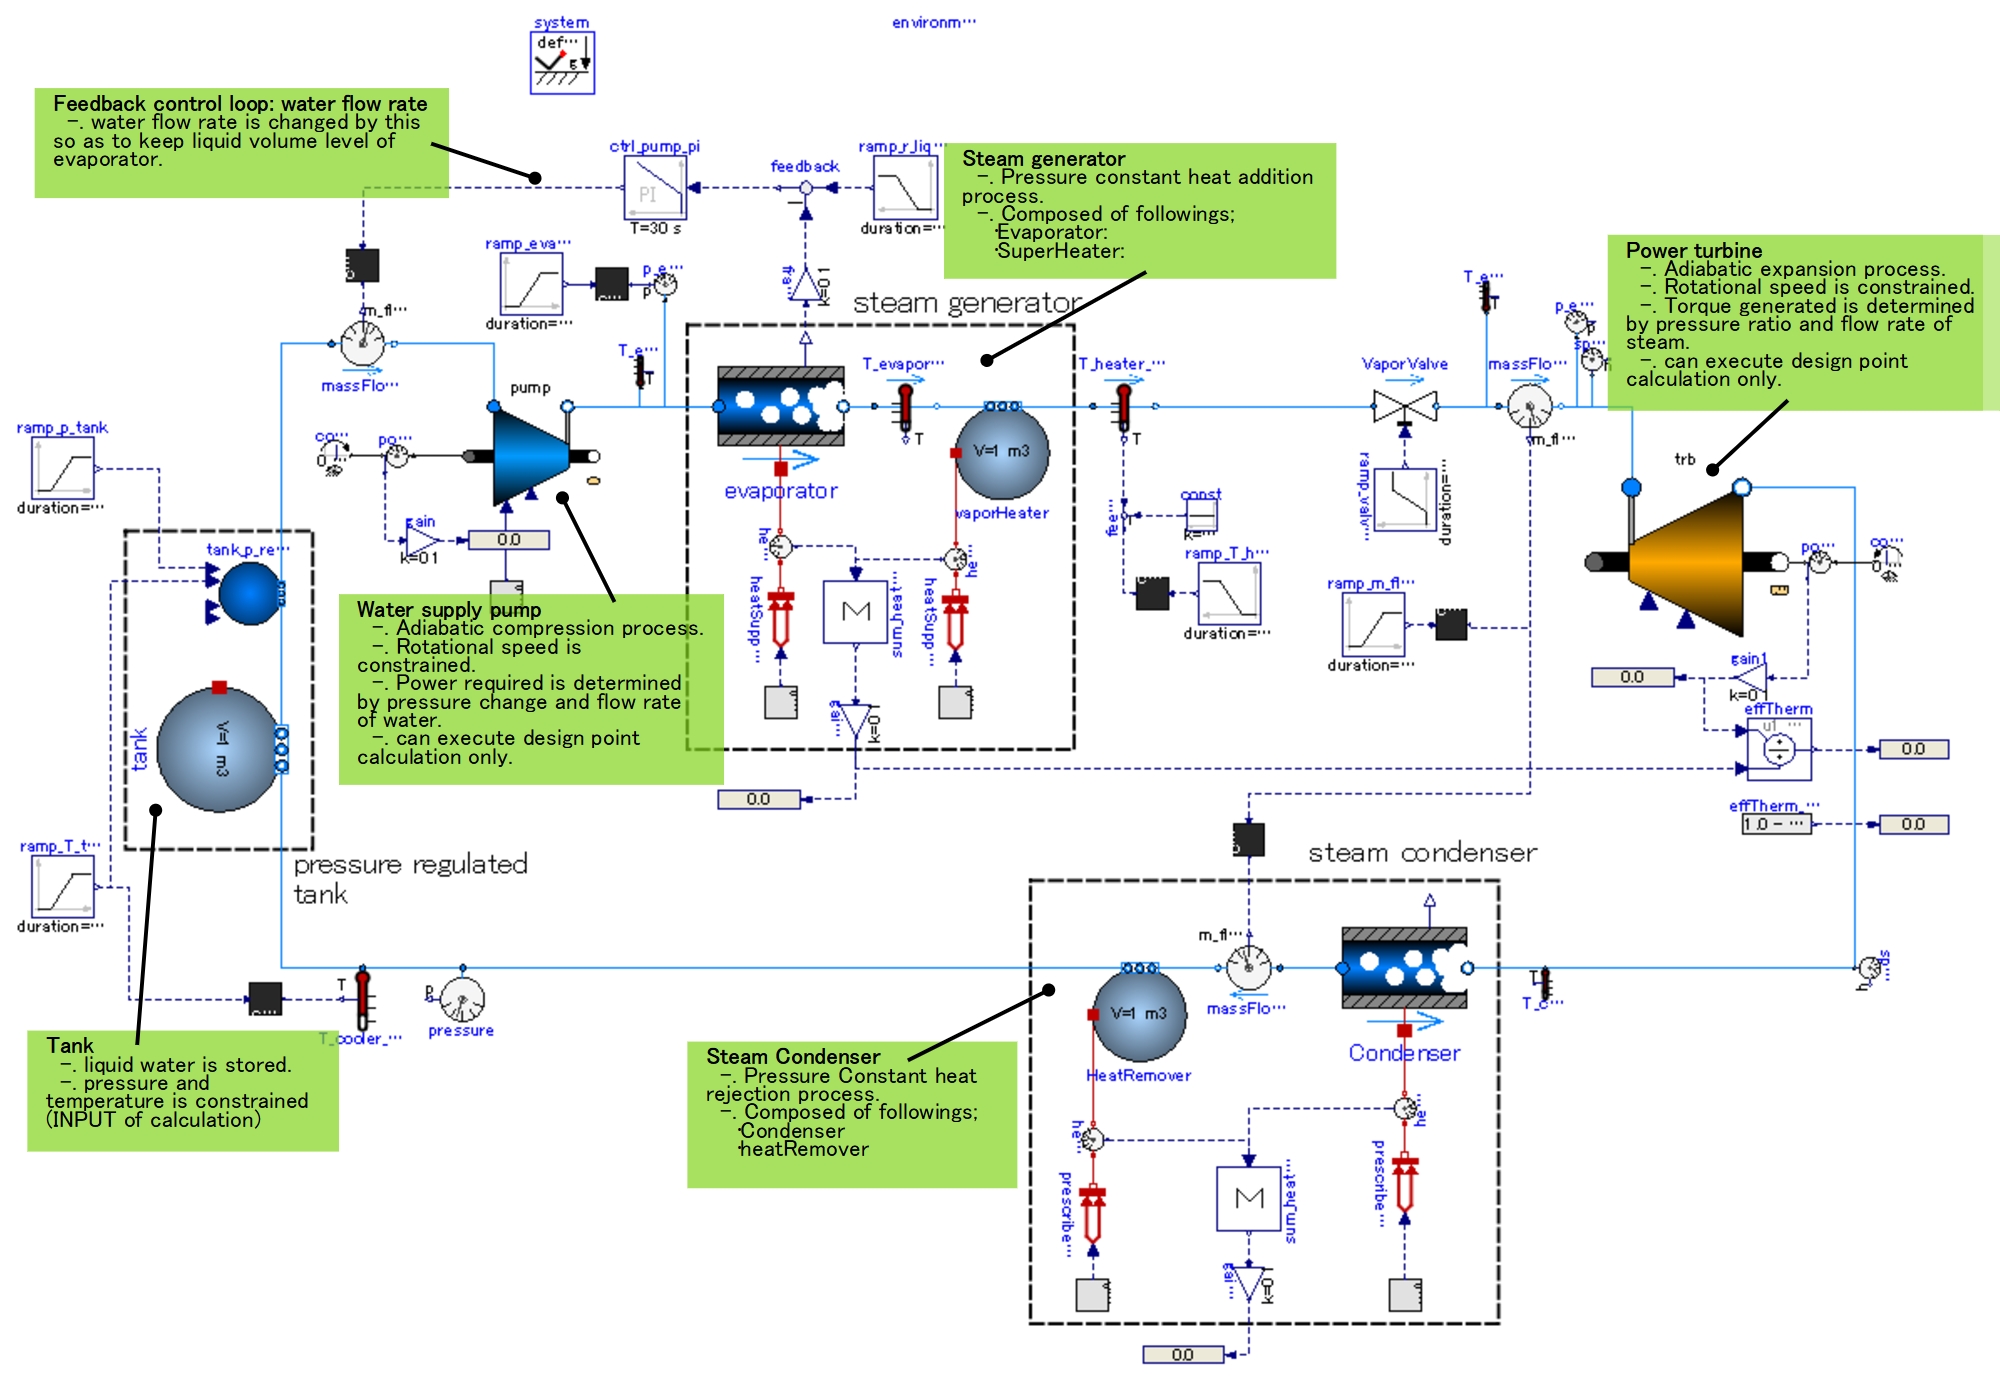 system
def…
g
environm…
Feedback control loop: water flow rate
-. water flow rate is changed by this
so as to keep liquid volume level of
evaporator.
ctrl_pump_pi
PI
T=30 s
feedback
ramp_r_liq…
duration=…
Steam generator
-. Pressure constant heat addition
process.
-. Composed of followings;
·Evaporator:
·SuperHeater:
Power turbine
-. Adiabatic expansion process.
-. Rotational speed is constrained.
-. Torque generated is determined
by pressure ratio and flow rate of
steam.
-. can execute design point
calculation only.
ramp_eva…
duration=…
p_e…
p
k=0.1
steam generator
m_fl…
massFlo…
pump
T_e…
T
T_evapor…
T
T_heater_…
T
VaporValve
T_e…
T
massFlo…
m_fl…
p_e…
p
sp…
ramp_p_tank
duration=…
co…
0
po…
gain
k=0.1
0.0
evaporator
V=1 m3
vaporHeater
const
k=…
ramp_T_h…
duration=…
ramp_valv…
duration=…
ramp_m_fl…
duration=…
trb
po…
co…
0
tank_p_re…
he…
he…
heatSupp…
heatSupp…
M
sum_heat…
gai…
k=0.1
0.0
Water supply pump
-. Adiabatic compression process.
-. Rotational speed is
constrained.
-. Power required is determined
by pressure change and flow rate
of water.
-. can execute design point
calculation only.
tank
V=1 m3
0.0
gain1
k=0.1
effTherm
u1 …
0.0
effTherm_…
1.0 - …
0.0
ramp_T_t…
duration=…
pressure regulated
tank
steam condenser
T
T_cooler_…
p
pressure
m_fl…
massFlo…
V=1 m3
HeatRemover
Condenser
T
T_c…
sp…
h
Tank
-. liquid water is stored.
-. pressure and
temperature is constrained
(INPUT of calculation)
Steam Condenser
-. Pressure Constant heat
rejection process.
-. Composed of followings;
·Condenser
·heatRemover
he…
he…
prescribe…
prescribe…
M
sum_heat…
gai…
k=0.1
0.0